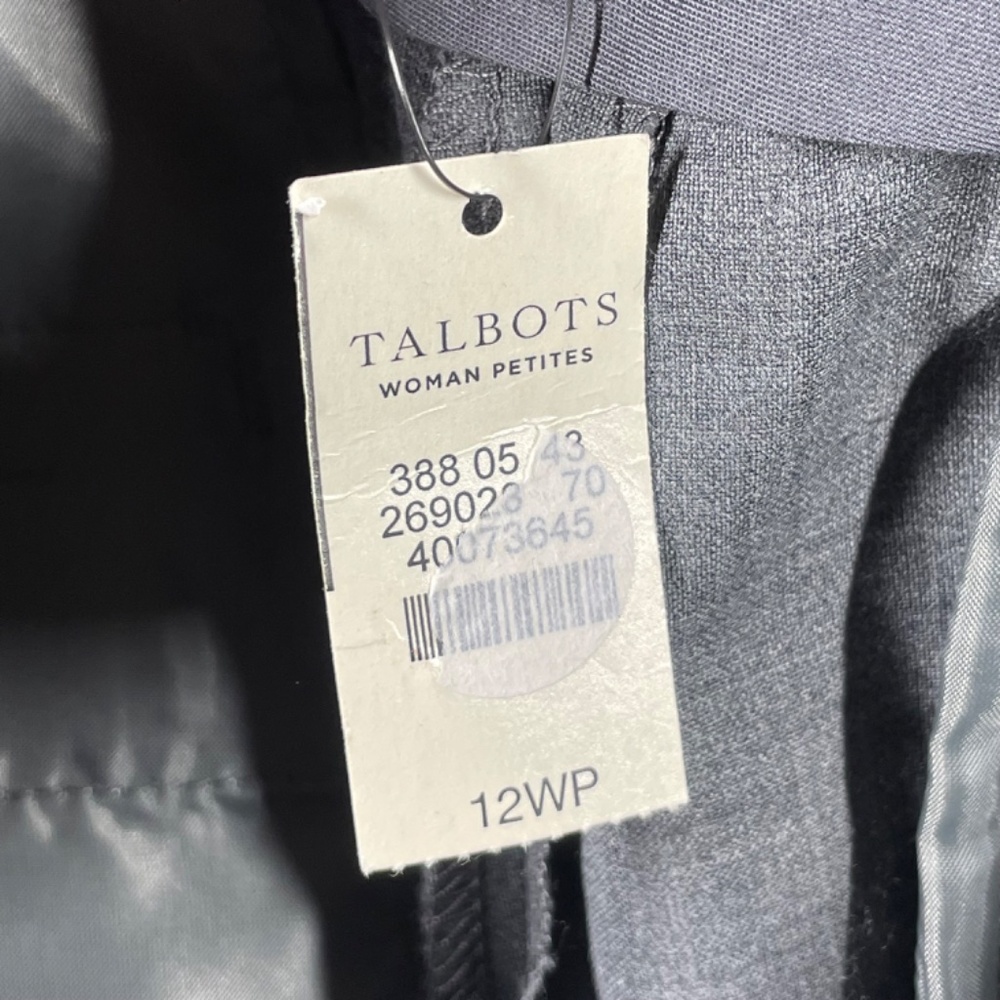 TALBOTS
WOMAN PETITES
388 05 43
269023 70
40073645
12WP